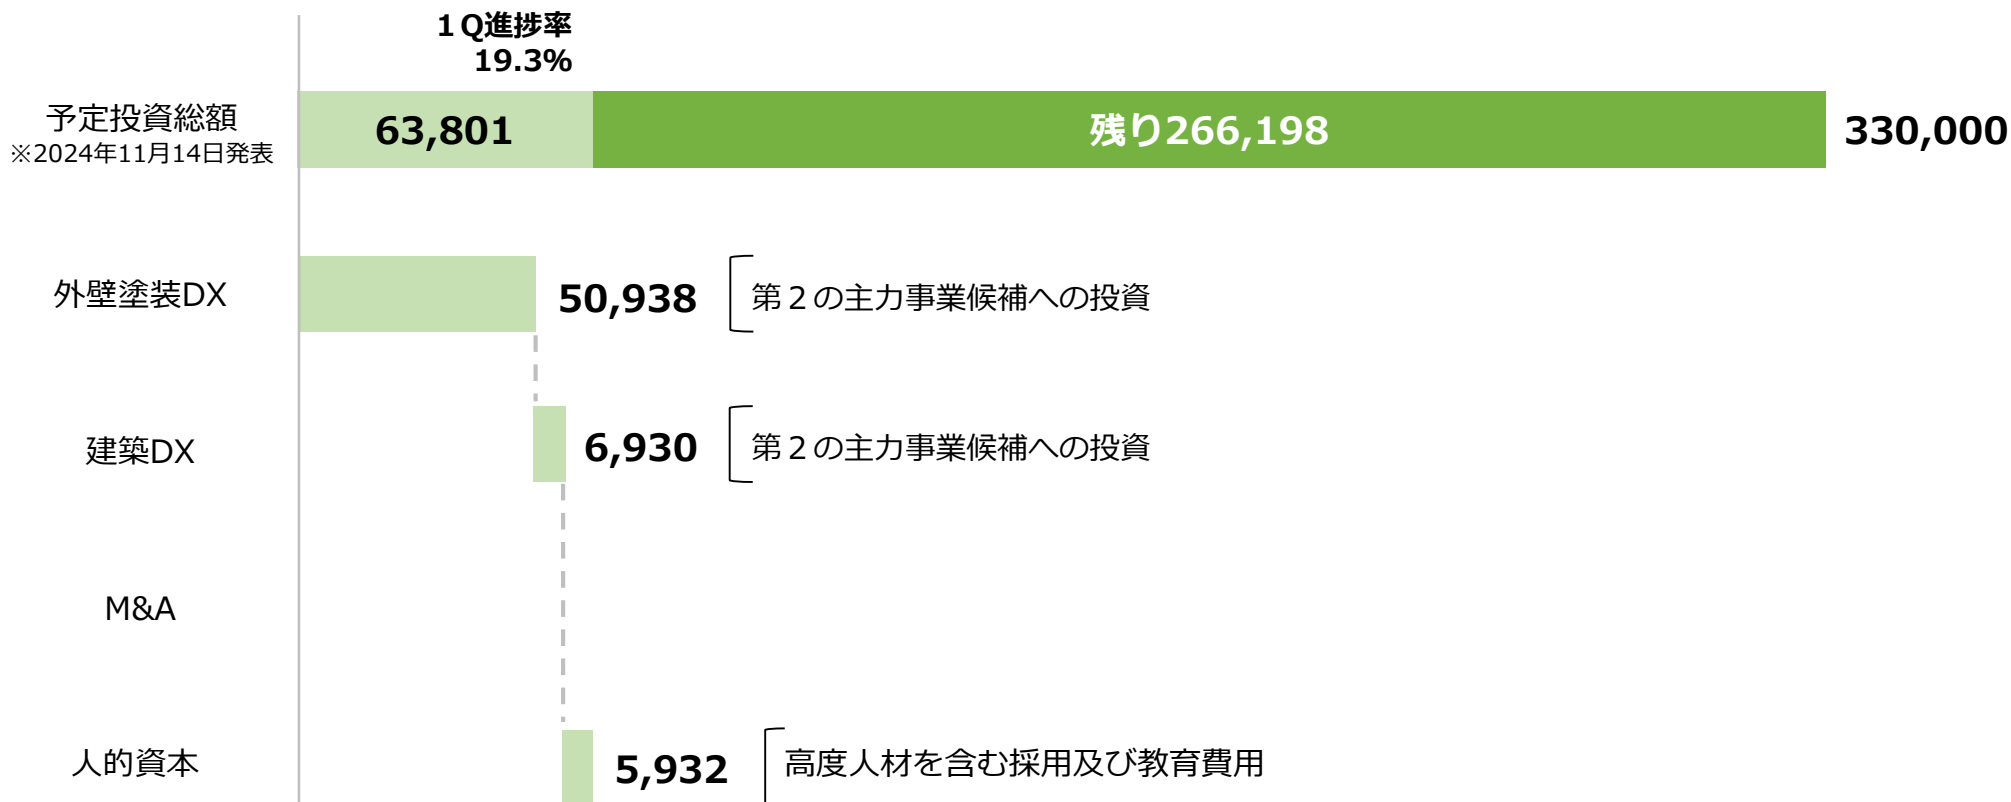 １Q進捗率
19.3%
予定投資総額
※2024年11月14日発表
63,801
残り266,198
330,000
外壁塗装DX
50,938
第２の主力事業候補への投資
建築DX
6,930
第２の主力事業候補への投資
M&A
人的資本
5,932
高度人材を含む採用及び教育費用